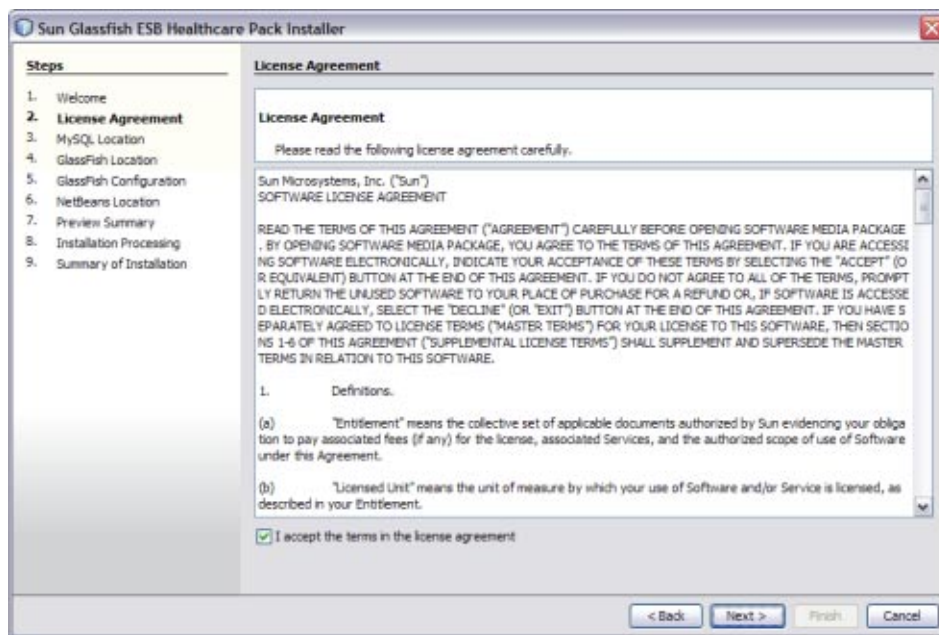 Sun Glassfish ESB Healthcare Pack Installer
Steps
1. Welcome
2. License Agreement
3. MySQL Location
4. GlassFish Location
5. GlassFish Configuration
6. NetBeans Location
7. Preview Summary
8. Installation Processing
9. Summary of Installation
License Agreement
License Agreement
Please read the following license agreement carefully.
Sun Microsystems, Inc. ("Sun")
SOFTWARE LICENSE AGREEMENT
READ THE TERMS OF THIS AGREEMENT ("AGREEMENT") CAREFULLY BEFORE OPENING SOFTWARE MEDIA PACKAGE
. BY OPENING SOFTWARE MEDIA PACKAGE, YOU AGREE TO THE TERMS OF THIS AGREEMENT. IF YOU ARE ACCESSI
NG SOFTWARE ELECTRONICALLY, INDICATE YOUR ACCEPTANCE OF THESE TERMS BY SELECTING THE "ACCEPT" (O
R EQUIVALENT) BUTTON AT THE END OF THIS AGREEMENT. IF YOU DO NOT AGREE TO ALL OF THE TERMS, PROMPT
LY RETURN THE UNUSED SOFTWARE TO YOUR PLACE OF PURCHASE FOR A REFUND OR, IF SOFTWARE IS ACCESSE
D ELECTRONICALLY, SELECT THE "DECLINE" (OR "EXIT") BUTTON AT THE END OF THIS AGREEMENT. IF YOU HAVE S
EPARATELY AGREED TO LICENSE TERMS ("MASTER TERMS") FOR YOUR LICENSE TO THIS SOFTWARE, THEN SECTIO
NS 1-6 OF THIS AGREEMENT ("SUPPLEMENTAL LICENSE TERMS") SHALL SUPPLEMENT AND SUPERSEDE THE MASTER
TERMS IN RELATION TO THIS SOFTWARE.
1. Definitions.
(a) "Entitlement" means the collective set of applicable documents authorized by Sun evidencing your obliga
tion to pay associated fees (if any) for the license, associated Services, and the authorized scope of use of Software
under this Agreement.
(b) "Licensed Unit" means the unit of measure by which your use of Software and/or Service is licensed, as
described in your Entitlement.
I accept the terms in the license agreement
< Back
Next >
Finish
Cancel